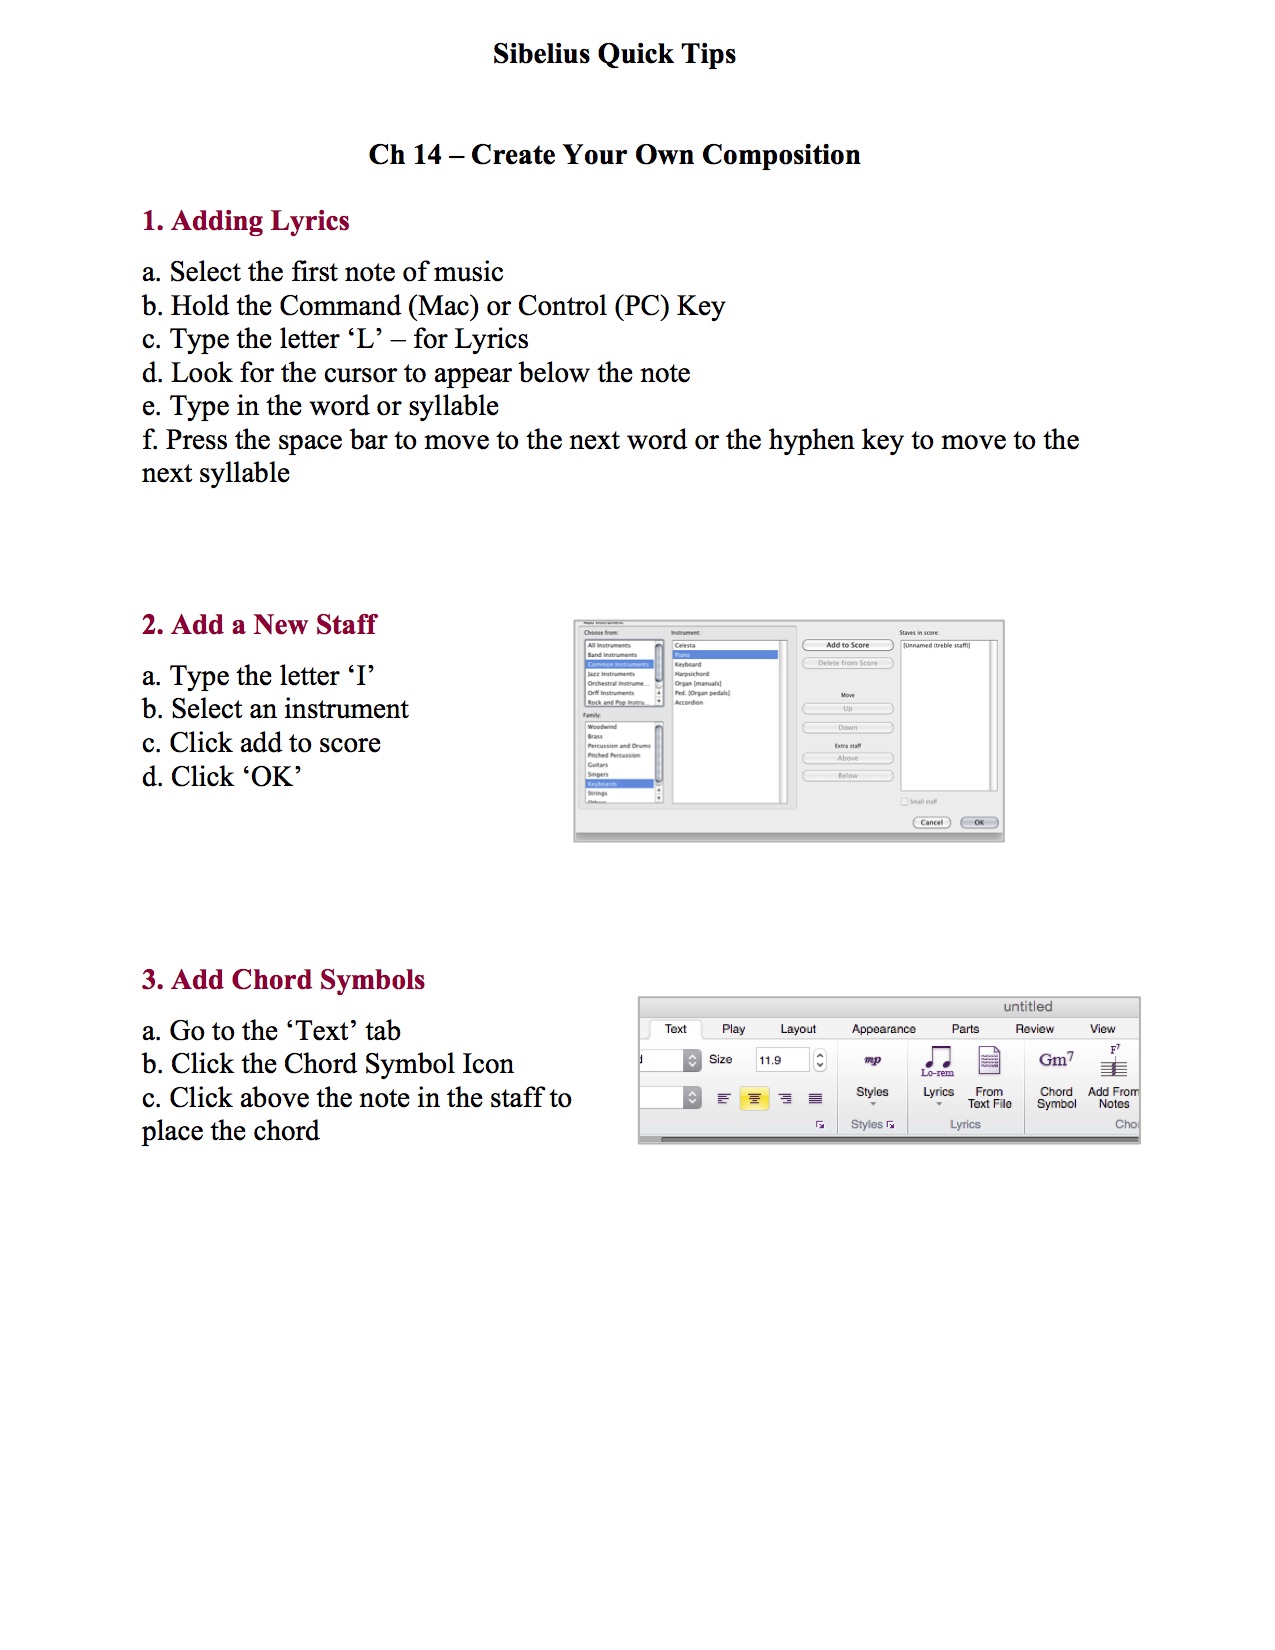 Sibelius Quick Tips
Ch 14 – Create Your Own Composition
1. Adding Lyrics
a. Select the first note of music
b. Hold the Command (Mac) or Control (PC) Key
c. Type the letter ‘L’ – for Lyrics
d. Look for the cursor to appear below the note
e. Type in the word or syllable
f. Press the space bar to move to the next word or the hyphen key to move to the
next syllable
2. Add a New Staff
a. Type the letter ‘I’
b. Select an instrument
c. Click add to score
d. Click ‘OK’
Choose from:
All Instruments
Band Instruments
Common Instruments
Jazz Instruments
Orchestral Instrume...
Orff Instruments
Rock and Pop Instru...
Family:
Woodwind
Brass
Percussion and Drums
Pitched Percussion
Guitars
Singers
Keyboards
Strings
Instrument:
Celesta
Piano
Keyboard
Harpsichord
Organ [manuals]
Ped. [Organ pedals]
Accordion
Add to Score
Delete from Score
Move
Up
Down
Extra staff
Above
Below
Staves in score:
[Unnamed (treble staff)]
Small staff
Cancel
OK
3. Add Chord Symbols
a. Go to the ‘Text’ tab
b. Click the Chord Symbol Icon
c. Click above the note in the staff to
place the chord
untitled
Text Play Layout Appearance Parts Review View
Size 11.9
mp
Lo-rem
Gm7
F7
Styles
Lyrics
From
Text File
Chord
Symbol
Add From
Notes
Styles
Lyrics
Cho